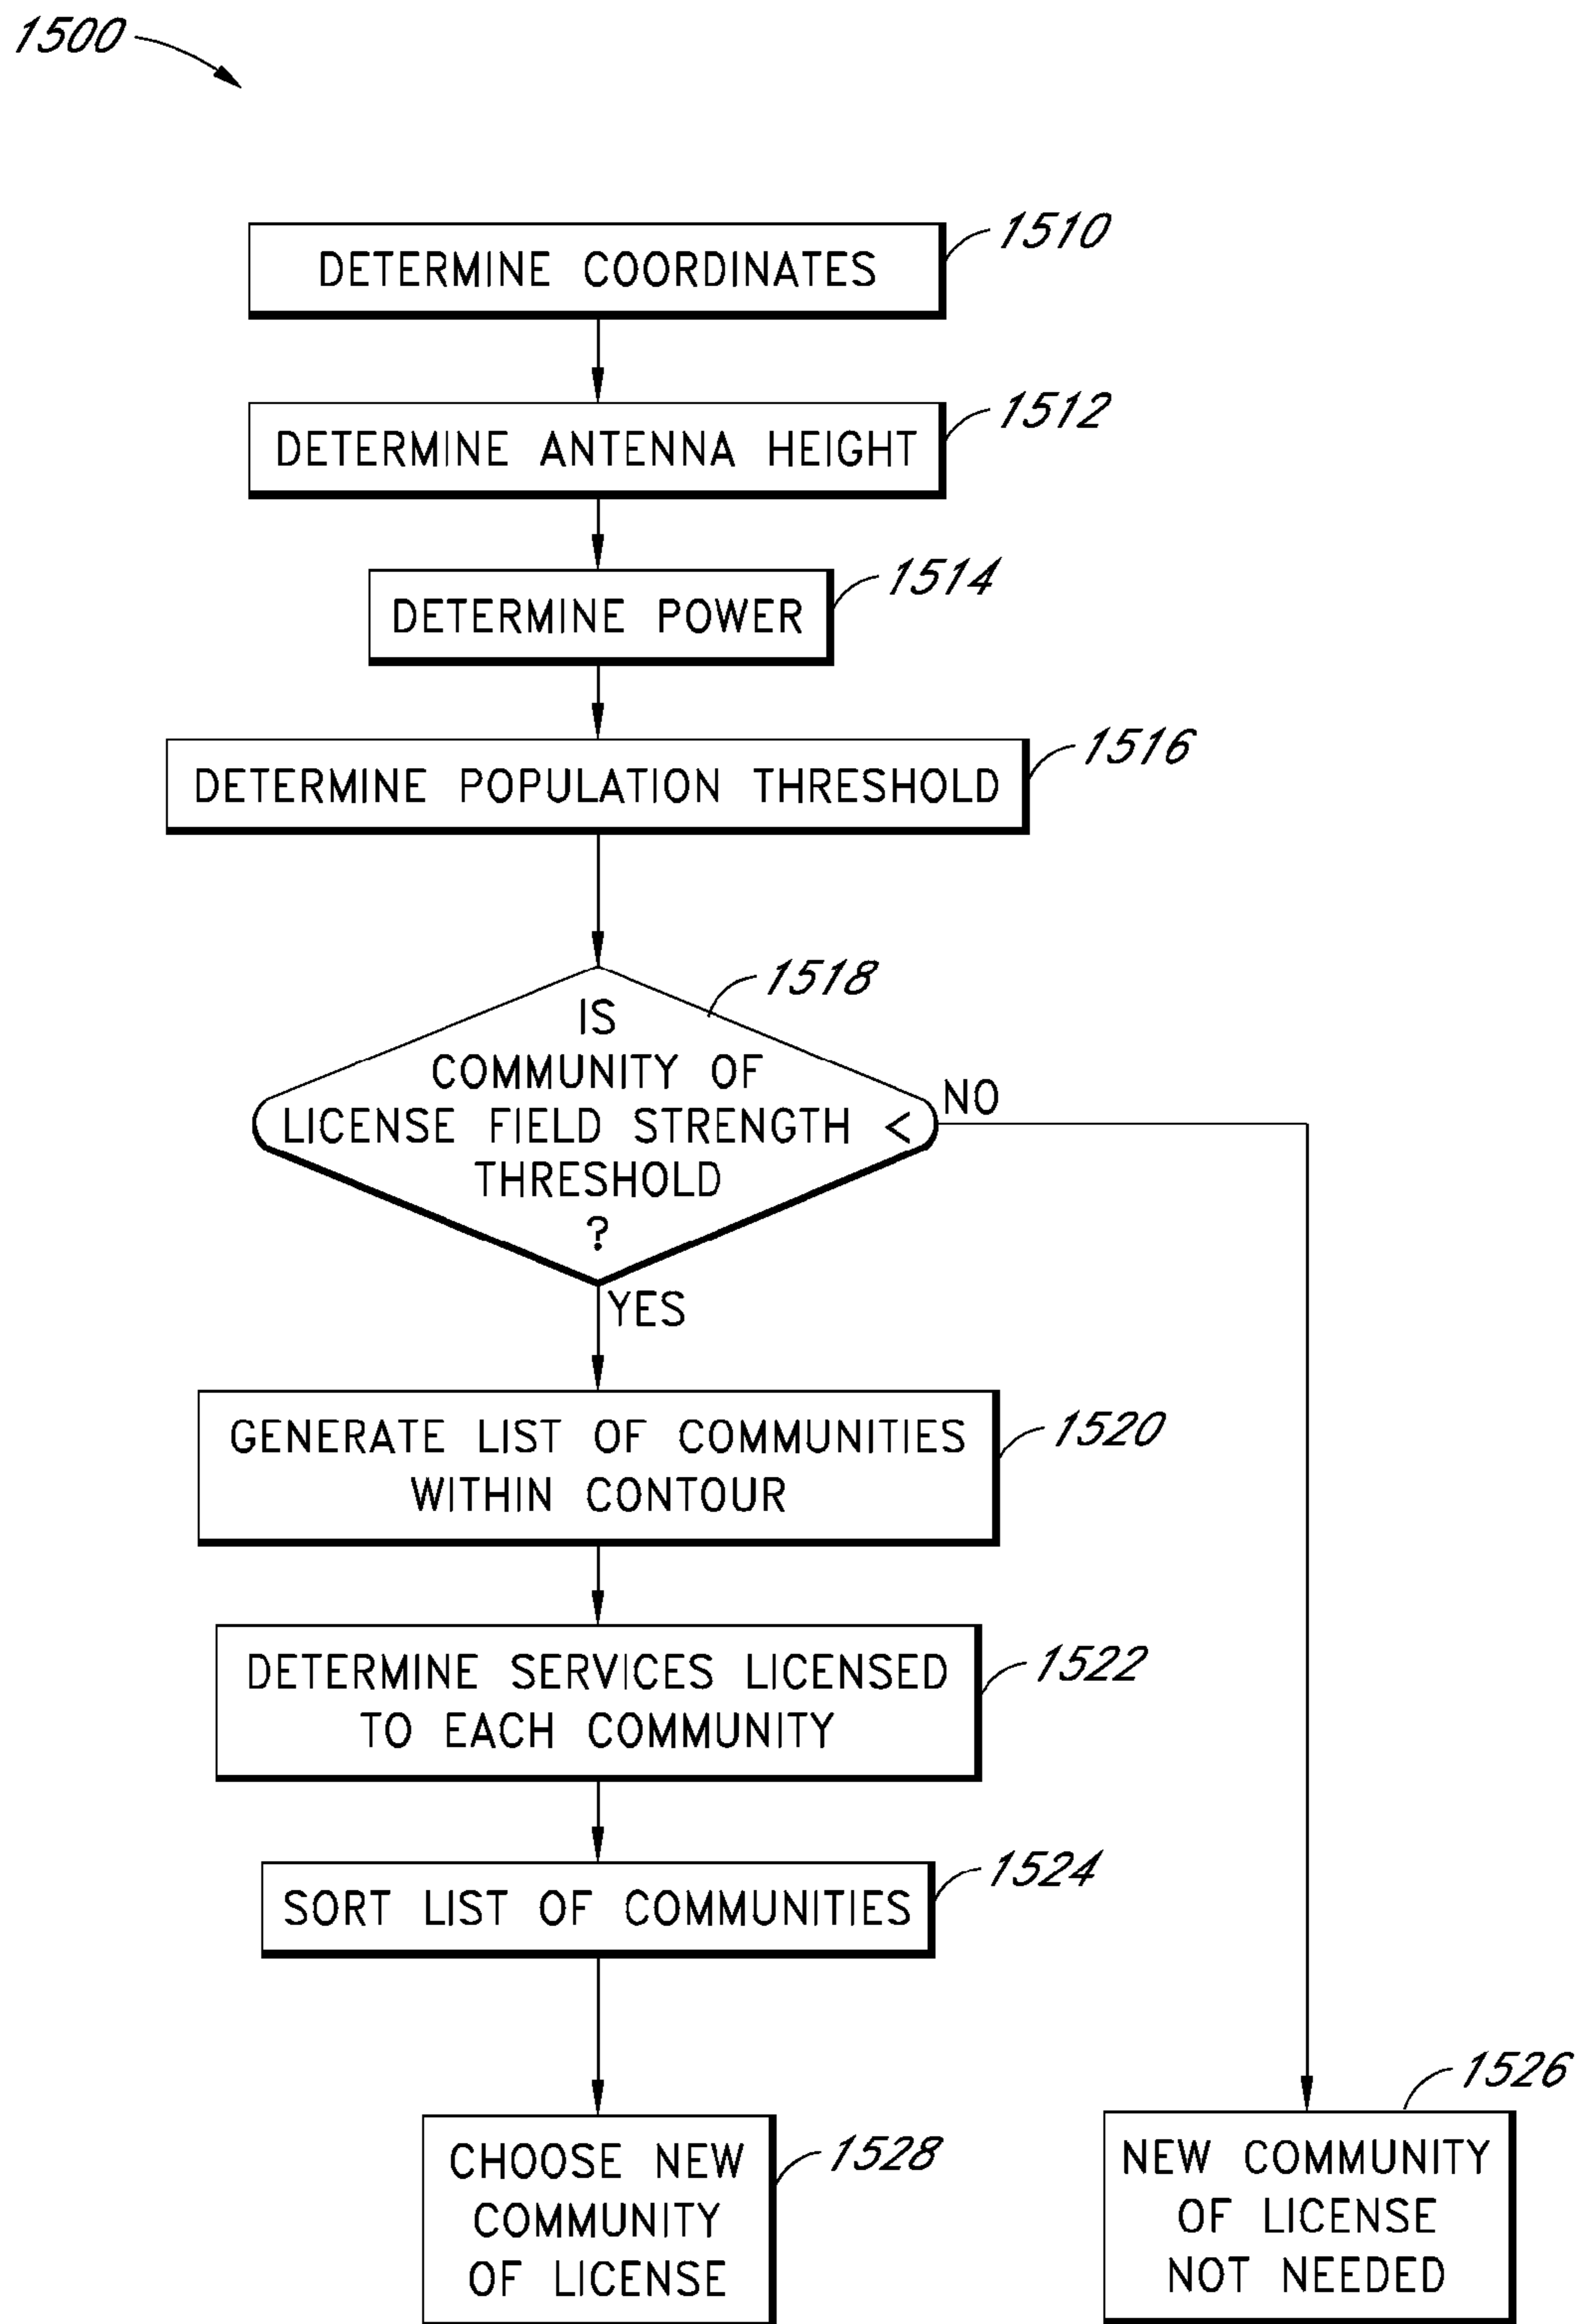 1500
DETERMINE COORDINATES
1510
DETERMINE ANTENNA HEIGHT
1512
DETERMINE POWER
1514
DETERMINE POPULATION THRESHOLD
1516
1518
IS
COMMUNITY OF
LICENSE FIELD STRENGTH <
THRESHOLD
?
NO
YES
GENERATE LIST OF COMMUNITIES
WITHIN CONTOUR
1520
DETERMINE SERVICES LICENSED
TO EACH COMMUNITY
1522
SORT LIST OF COMMUNITIES
1524
CHOOSE NEW
COMMUNITY
OF LICENSE
1528
1526
NEW COMMUNITY
OF LICENSE
NOT NEEDED